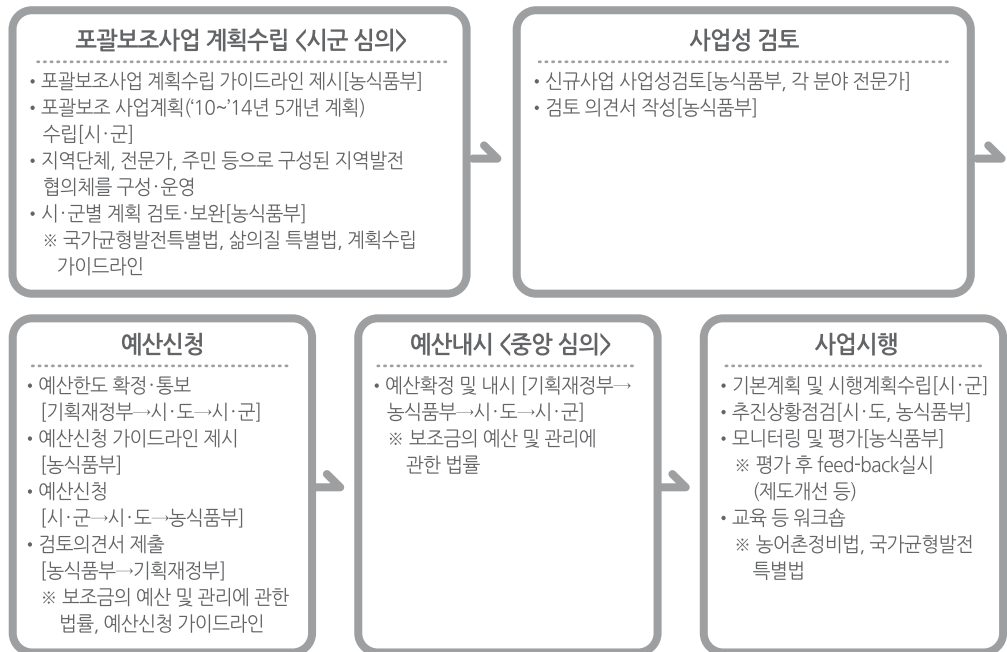 포괄보조사업 계획수립 <시군 심의>
• 포괄보조사업 계획수립 가이드라인 제시[농식품부]
• 포괄보조 사업계획(‘10~’14년 5개년 계획)
수립[시·군]
• 지역단체, 전문가, 주민 등으로 구성된 지역발전
협의체를 구성·운영
• 시·군별 계획 검토·보완[농식품부]
※ 국가균형발전특별법, 삶의질 특별법, 계획수립
가이드라인
사업성 검토
• 신규사업 사업성검토[농식품부, 각 분야 전문가]
• 검토 의견서 작성[농식품부]
예산신청
• 예산한도 확정·통보
[기획재정부→시·도→시·군]
• 예산신청 가이드라인 제시
[농식품부]
• 예산신청
[시·군→시·도→농식품부]
• 검토의견서 제출
[농식품부→기획재정부]
※ 보조금의 예산 및 관리에 관한
법률, 예산신청 가이드라인
예산내시 <중앙 심의>
• 예산확정 및 내시 [기획재정부→
농식품부→시·도→시·군]
※ 보조금의 예산 및 관리에
관한 법률
사업시행
• 기본계획 및 시행계획수립[시·군]
• 추진상황점검[시·도, 농식품부]
• 모니터링 및 평가[농식품부]
※ 평가 후 feed-back실시
(제도개선 등)
• 교육 등 워크숍
※ 농어촌정비법, 국가균형발전
특별법